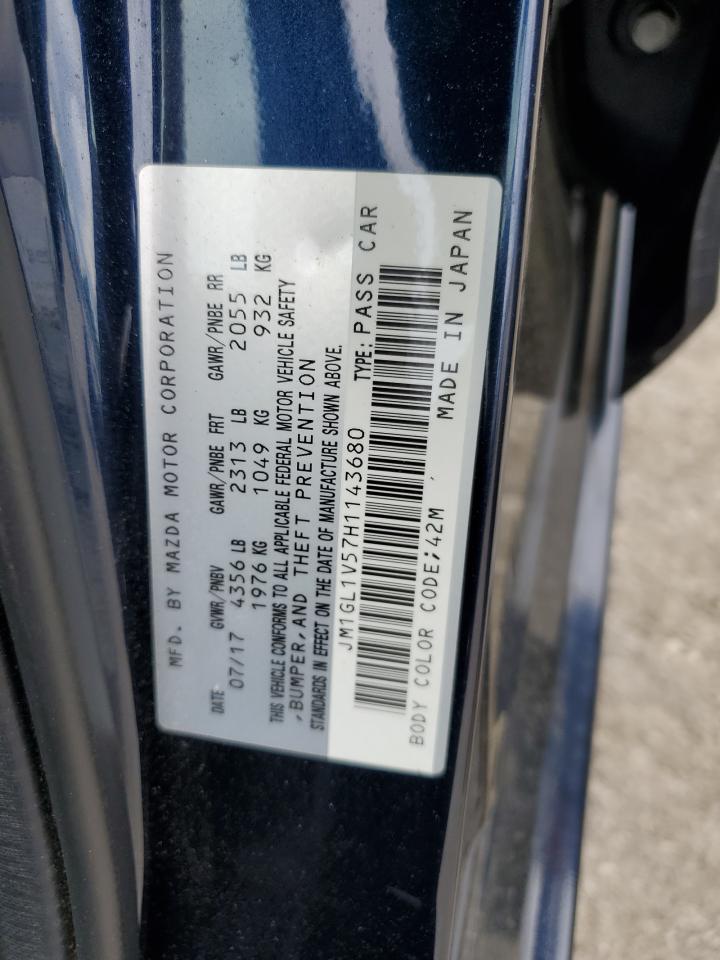 MFD. BY MAZDA MOTOR CORPORATION
DATE GVWR/PNBV GAWR/PNBE FRT GAWR/PNBE RR
07/17 4356 LB 2313 LB 2055 LB
1976 KG 1049 KG 932 KG
THIS VEHICLE CONFORMS TO ALL APPLICABLE FEDERAL MOTOR VEHICLE SAFETY
,BUMPER,AND THEFT PREVENTION
STANDARDS IN EFFECT ON THE DATE OF MANUFACTURE SHOWN ABOVE.
JM1GL1V57H1143680 TYPE: PASS CAR
BODY COLOR CODE;42M MADE IN JAPAN